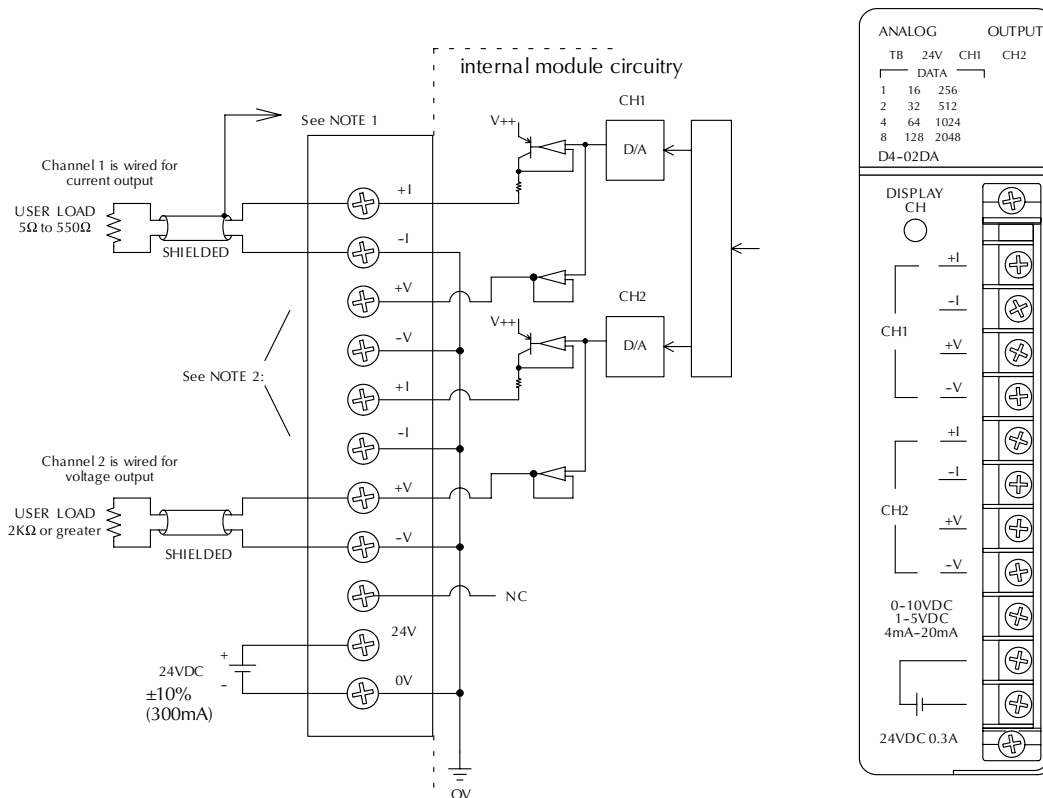 internal module circuitry
See NOTE 1
Channel 1 is wired for
current output
USER LOAD
5Ω to 550Ω
SHIELDED
+I
-I
+V
-V
+I
-I
+V
-V
24V
0V
See NOTE 2:
Channel 2 is wired for
voltage output
USER LOAD
2KΩ or greater
SHIELDED
NC
24VDC
+
-
±10%
(300mA)
0V
V++
CH1
D/A
V++
CH2
D/A
ANALOG OUTPUT
TB 24V CH1 CH2
DATA
1 16 256
2 32 512
4 64 1024
8 128 2048
D4-02DA
DISPLAY
CH
CH1
+I
-I
+V
-V
CH2
+I
-I
+V
-V
0-10VDC
1-5VDC
4mA-20mA
24VDC 0.3A